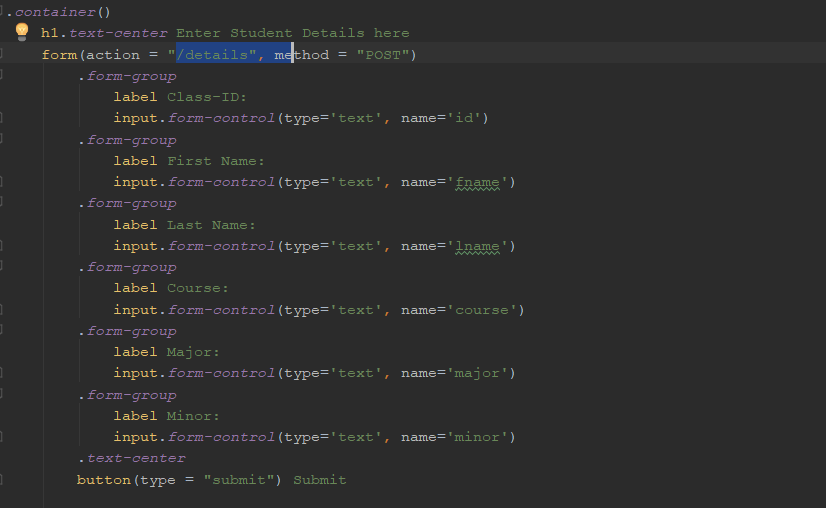 .container()
h1.text-center Enter Student Details here
form(action = "/details", method = "POST")
.form-group
label Class-ID:
input.form-control(type='text', name='id')
.form-group
label First Name:
input.form-control(type='text', name='fname')
.form-group
label Last Name:
input.form-control(type='text', name='lname')
.form-group
label Course:
input.form-control(type='text', name='course')
.form-group
label Major:
input.form-control(type='text', name='major')
.form-group
label Minor:
input.form-control(type='text', name='minor')
.text-center
button(type = "submit") Submit